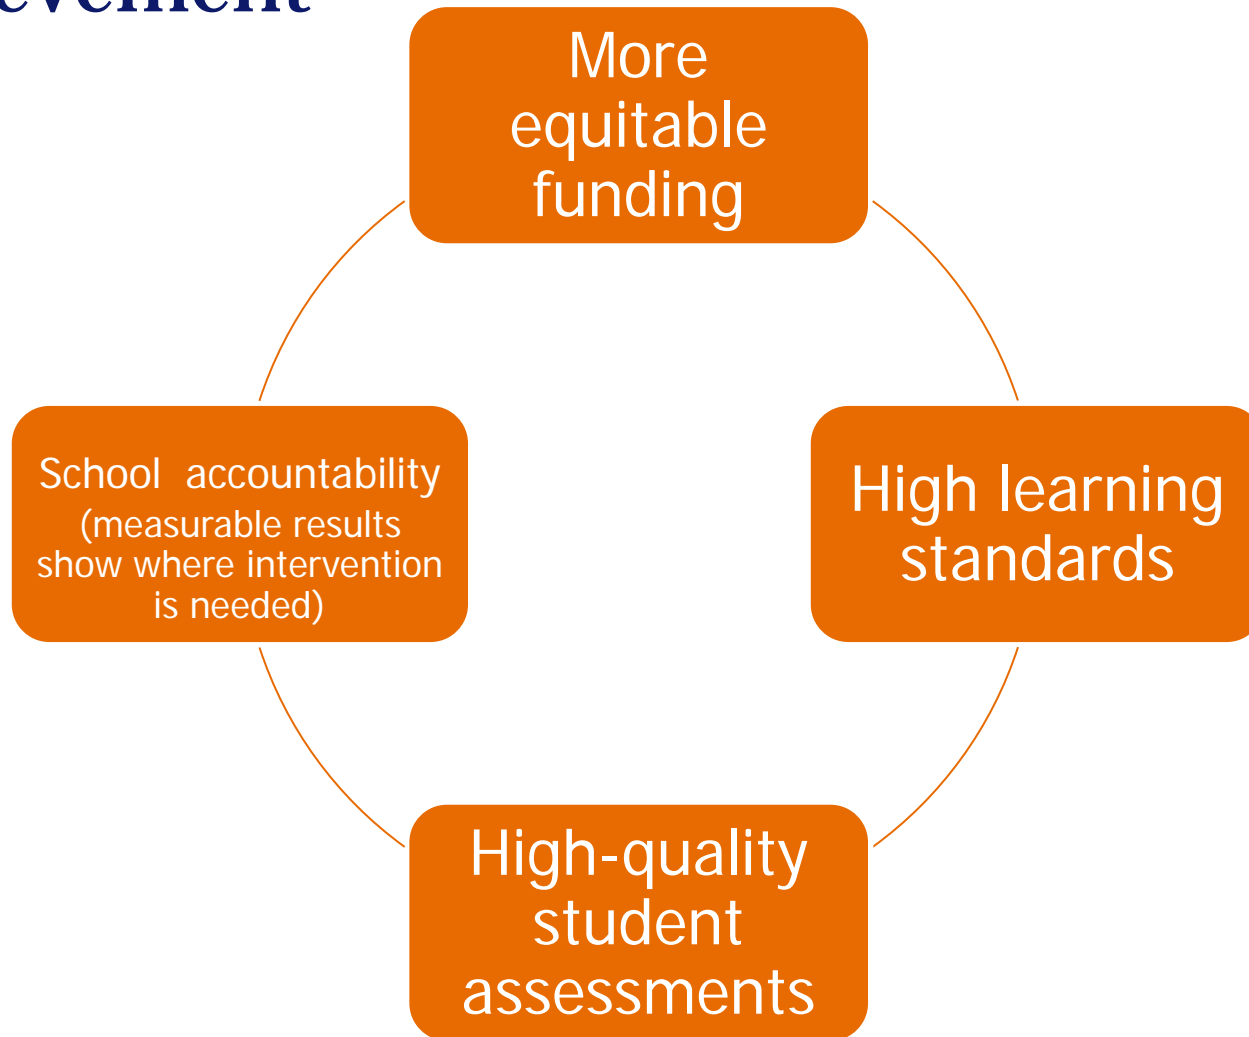 More
equitable
funding
High learning
standards
High-quality
student
assessments
School accountability
(measurable results
show where intervention
is needed)